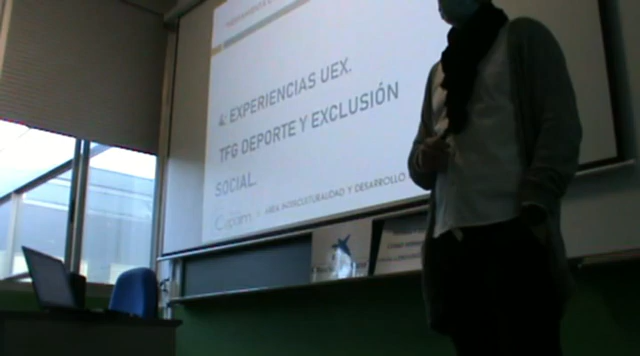 4: EXPERIENCIAS UEX.
TFG DEPORTE Y EXCLUSIÓN
SOCIAL.
ÁREA INTERCULTURALIDAD Y DESARROLLO